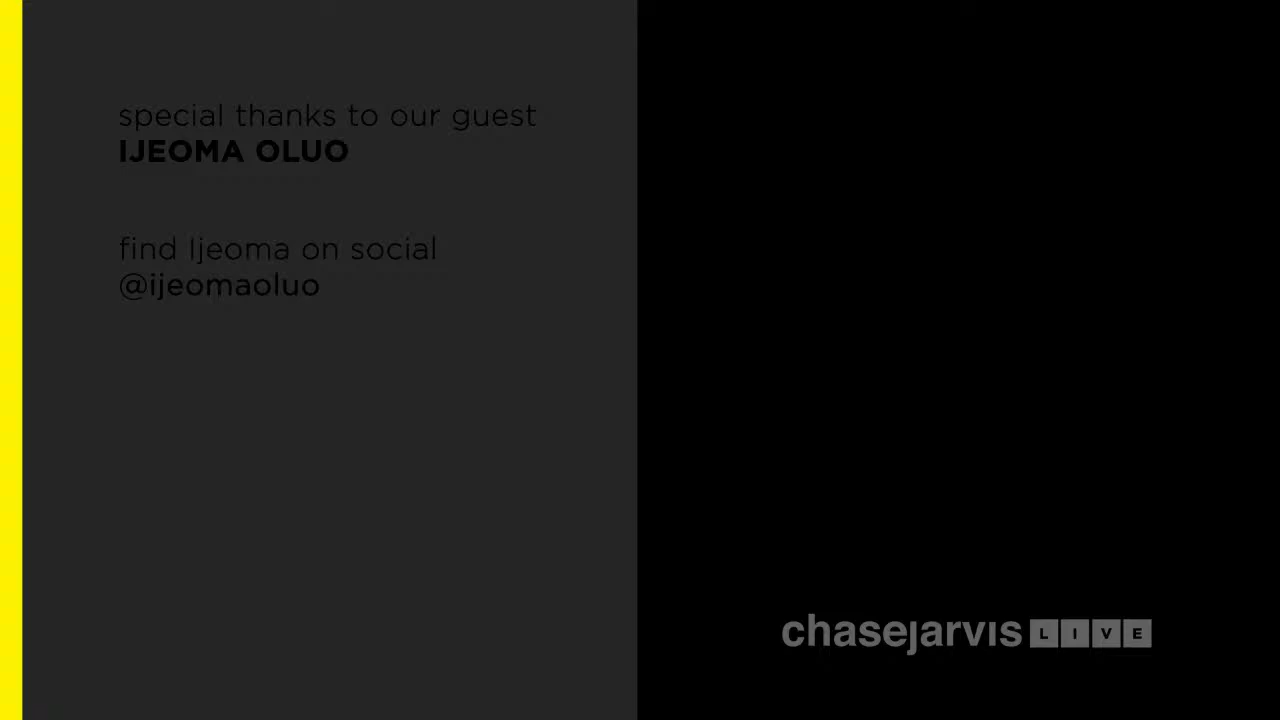 special thanks to our guest
IJEOMA OLUO
find Ijeoma on social
@ijeomaoluo
chasejarvis LIVE